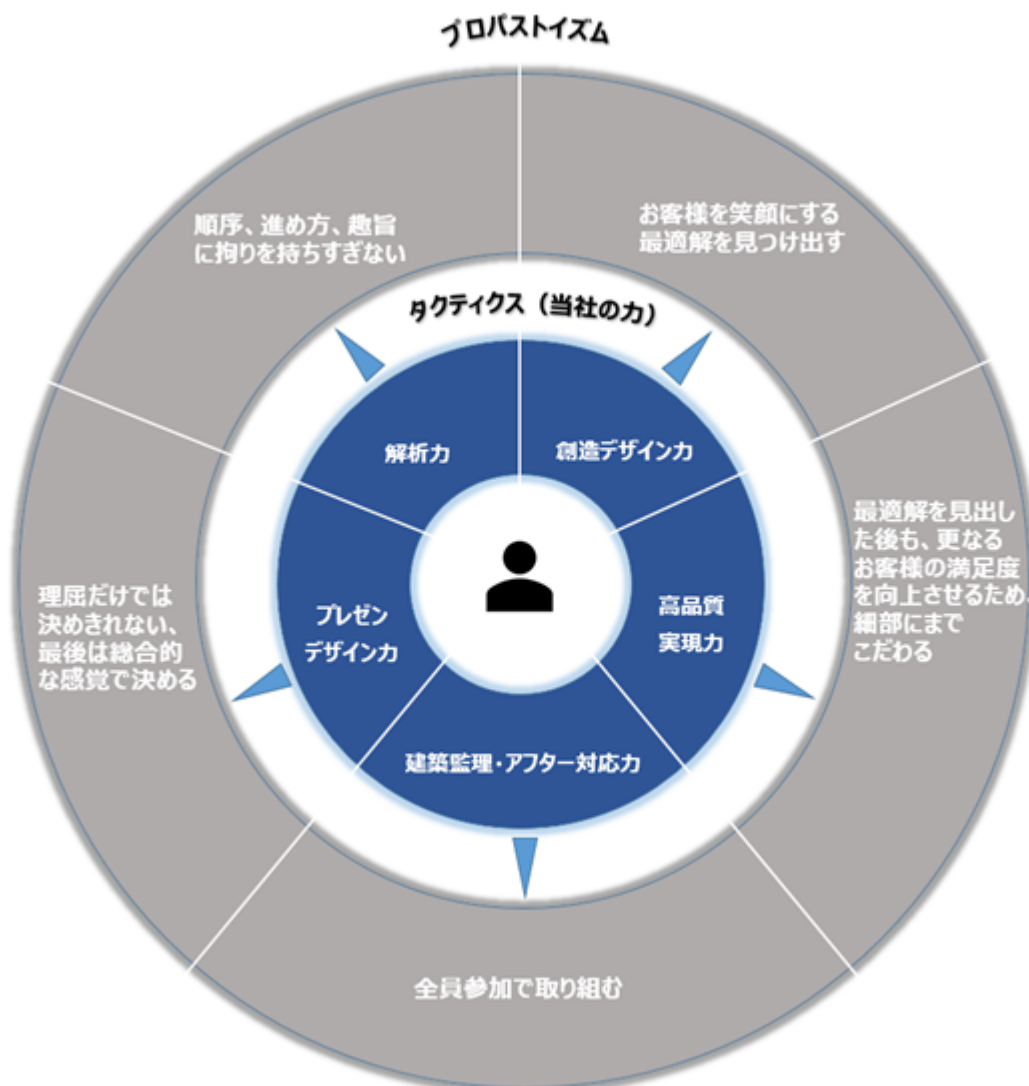 プロパストイズム
順序、進め方、趣旨
に拘りを持ちすぎない
お客様を笑顔にする
最適解を見つけ出す
タクティクス（当社の力）
解析力
創造デザイン力
最適解を見出し
た後も、更なる
お客様の満足度
を向上させるため、
細部にまで
こだわる
理屈だけでは
決めきれない、
最後は総合的
な感覚で決める
プレゼン
デザイン力
高品質
実現力
建築監理・アフター対応力
全員参加で取り組む